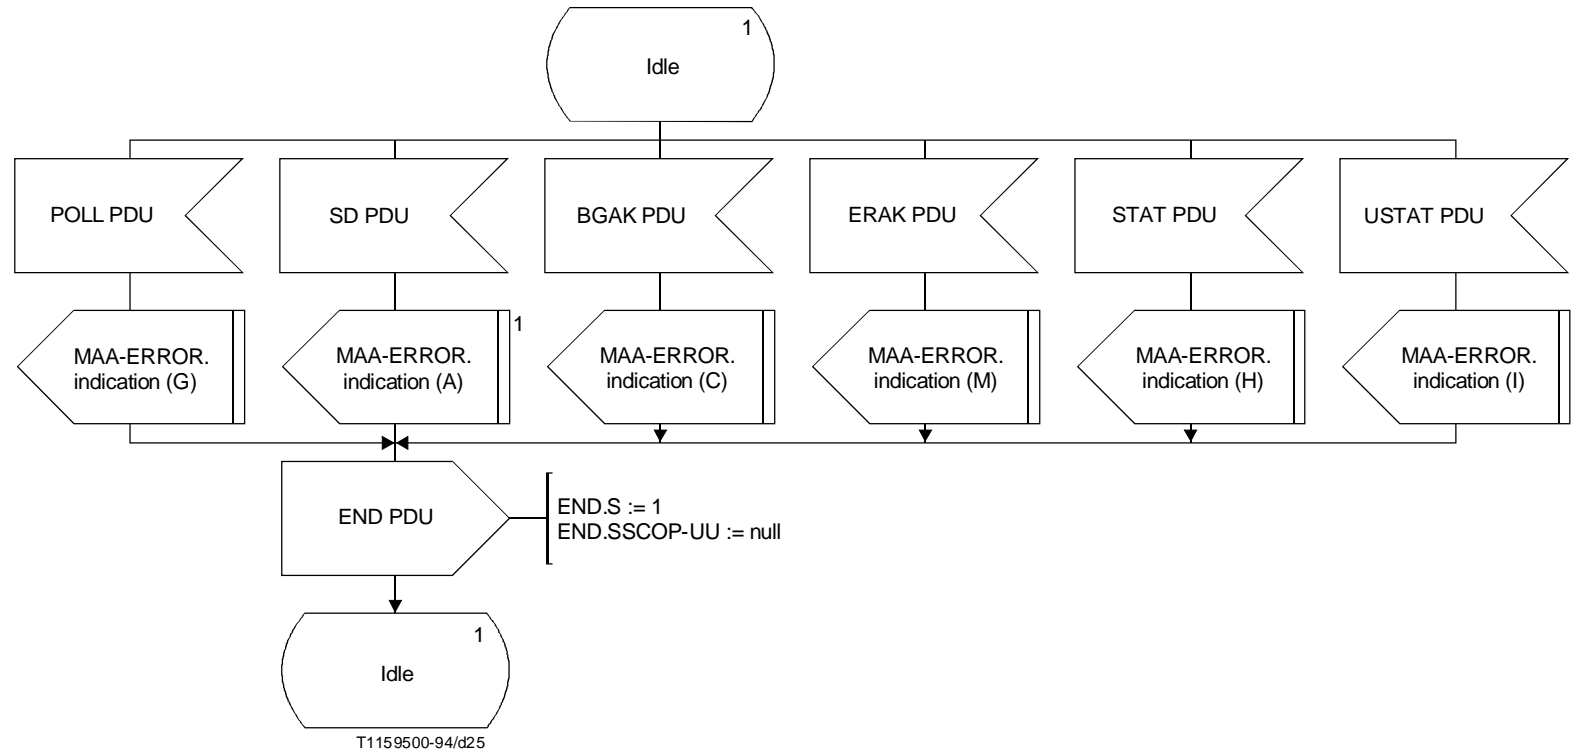 1
Idle
POLL PDU
SD PDU
BGAK PDU
ERAK PDU
STAT PDU
USTAT PDU
MAA-ERROR.
indication (G)
1
MAA-ERROR.
indication (A)
MAA-ERROR.
indication (C)
MAA-ERROR.
indication (M)
MAA-ERROR.
indication (H)
MAA-ERROR.
indication (I)
END PDU
END.S := 1
END.SSCOP-UU := null
1
Idle
T1159500-94/d25